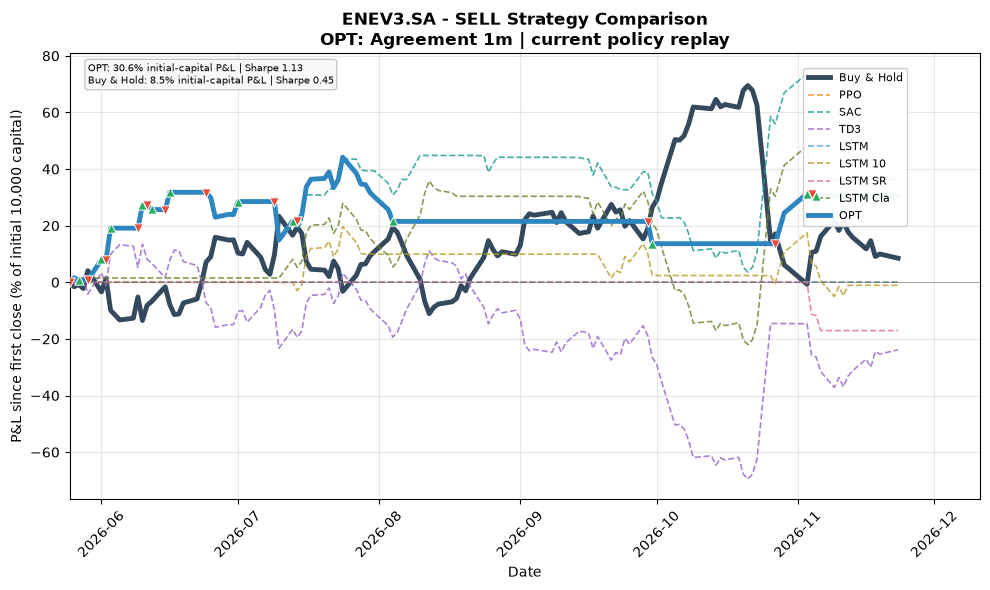 ENEV3.SA - SELL Strategy Comparison
OPT: Agreement 1m | current policy replay
OPT: 30.6% initial-capital P&L | Sharpe 1.13
Buy & Hold: 8.5% initial-capital P&L | Sharpe 0.45
Buy & Hold
PPO
SAC
TD3
LSTM
LSTM 10
LSTM SR
LSTM Cla
OPT
P&L since first close (% of initial 10,000 capital)
80
60
40
20
0
−20
−40
−60
2026-06
2026-07
2026-08
2026-09
2026-10
2026-11
2026-12
Date